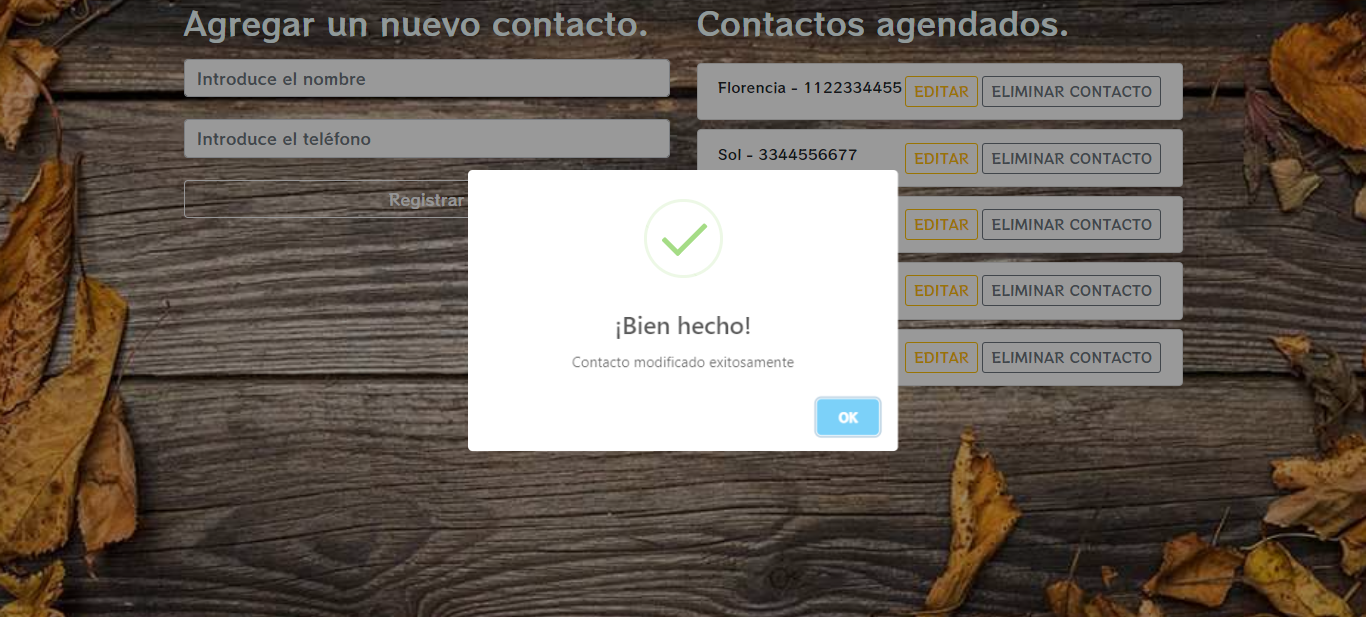 Agregar un nuevo contacto.
Introduce el nombre
Introduce el teléfono
Registrar
Contactos agendados.
Florencia - 1122334455 EDITAR ELIMINAR CONTACTO
Sol - 3344556677 EDITAR ELIMINAR CONTACTO
EDITAR ELIMINAR CONTACTO
EDITAR ELIMINAR CONTACTO
EDITAR ELIMINAR CONTACTO
¡Bien hecho!
Contacto modificado exitosamente
OK